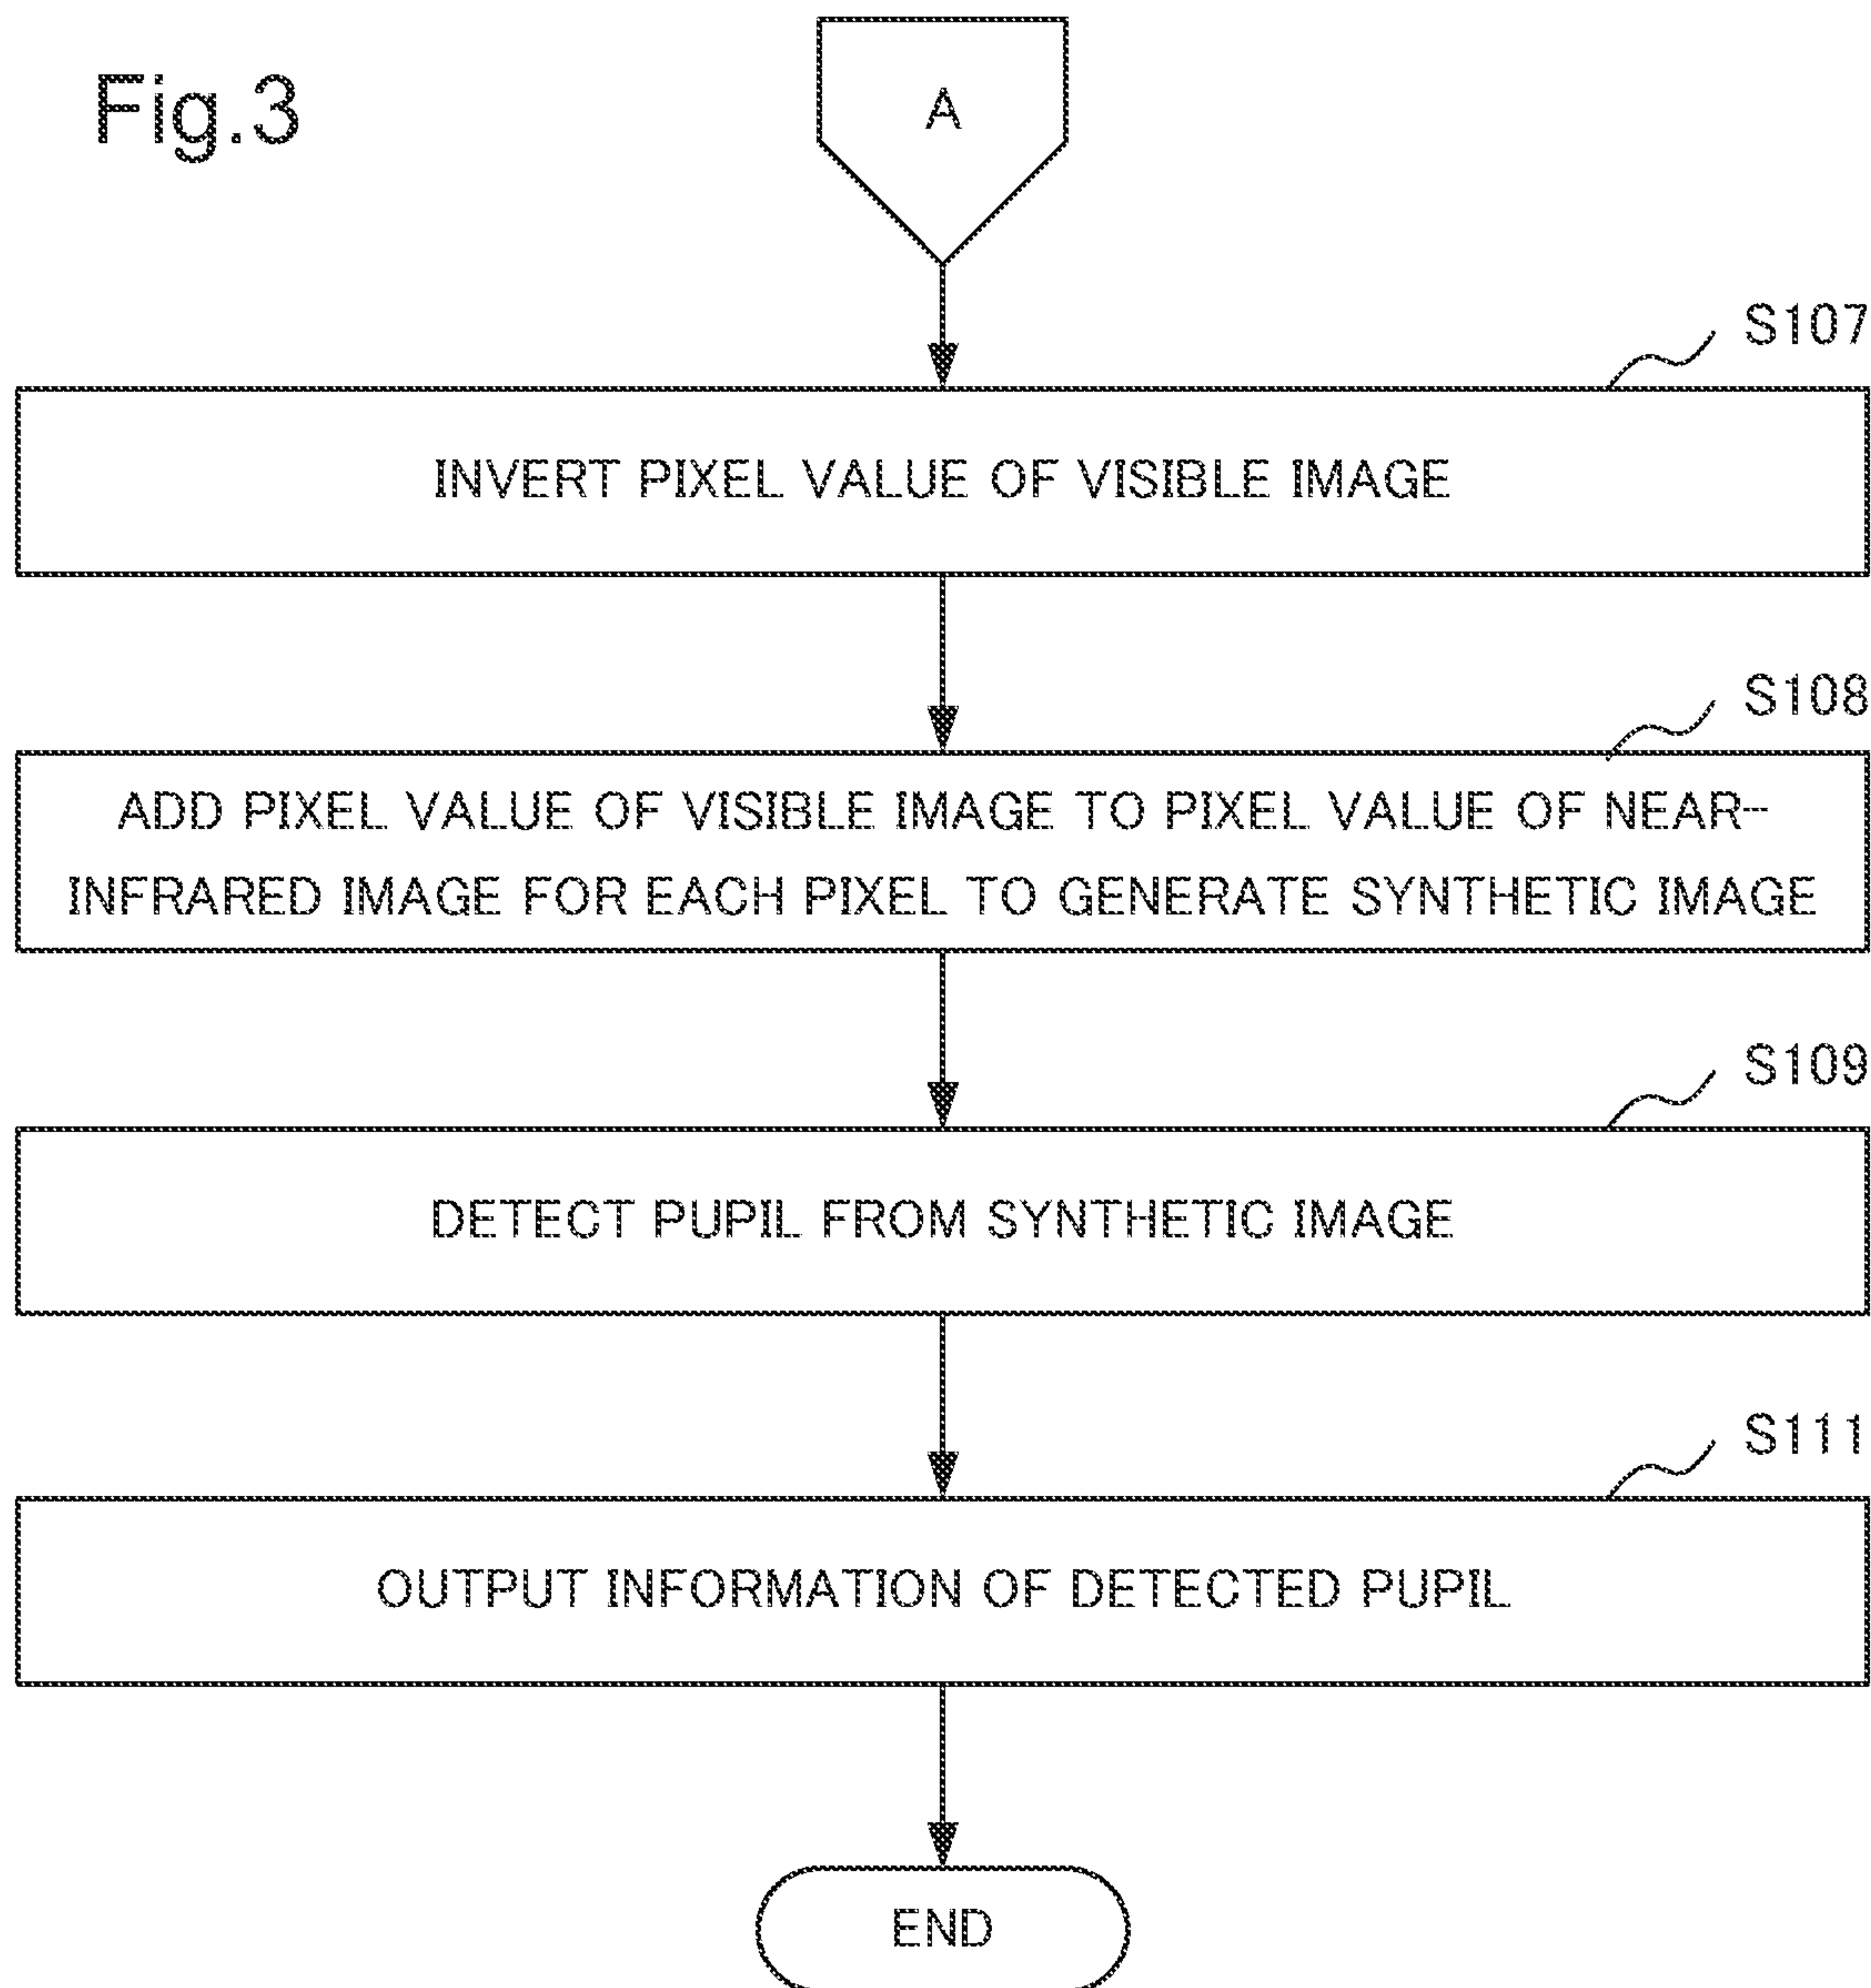 Fig.3
A
S107
INVERT PIXEL VALUE OF VISIBLE IMAGE
S108
ADD PIXEL VALUE OF VISIBLE IMAGE TO PIXEL VALUE OF NEAR-
INFRARED IMAGE FOR EACH PIXEL TO GENERATE SYNTHETIC IMAGE
S109
DETECT PUPIL FROM SYNTHETIC IMAGE
S111
OUTPUT INFORMATION OF DETECTED PUPIL
END